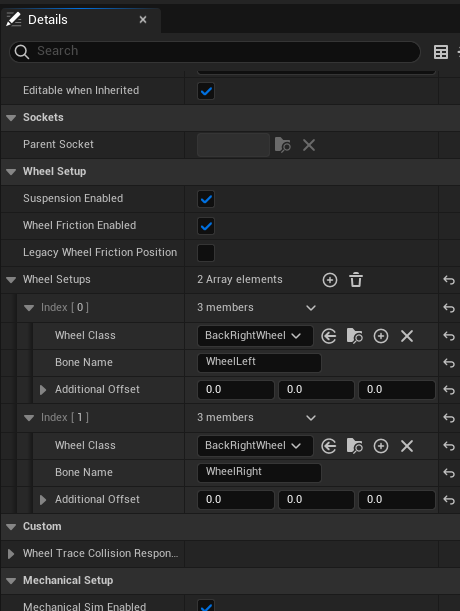 Details
Search
Editable when Inherited
Sockets
Parent Socket
Wheel Setup
Suspension Enabled
Wheel Friction Enabled
Legacy Wheel Friction Position
Wheel Setups 2 Array elements
Index [ 0 ] 3 members
Wheel Class BackRightWheel
Bone Name WheelLeft
Additional Offset 0.0 0.0 0.0
Index [ 1 ] 3 members
Wheel Class BackRightWheel
Bone Name WheelRight
Additional Offset 0.0 0.0 0.0
Custom
Wheel Trace Collision Respon...
Mechanical Setup
Mechanical Sim Enabled